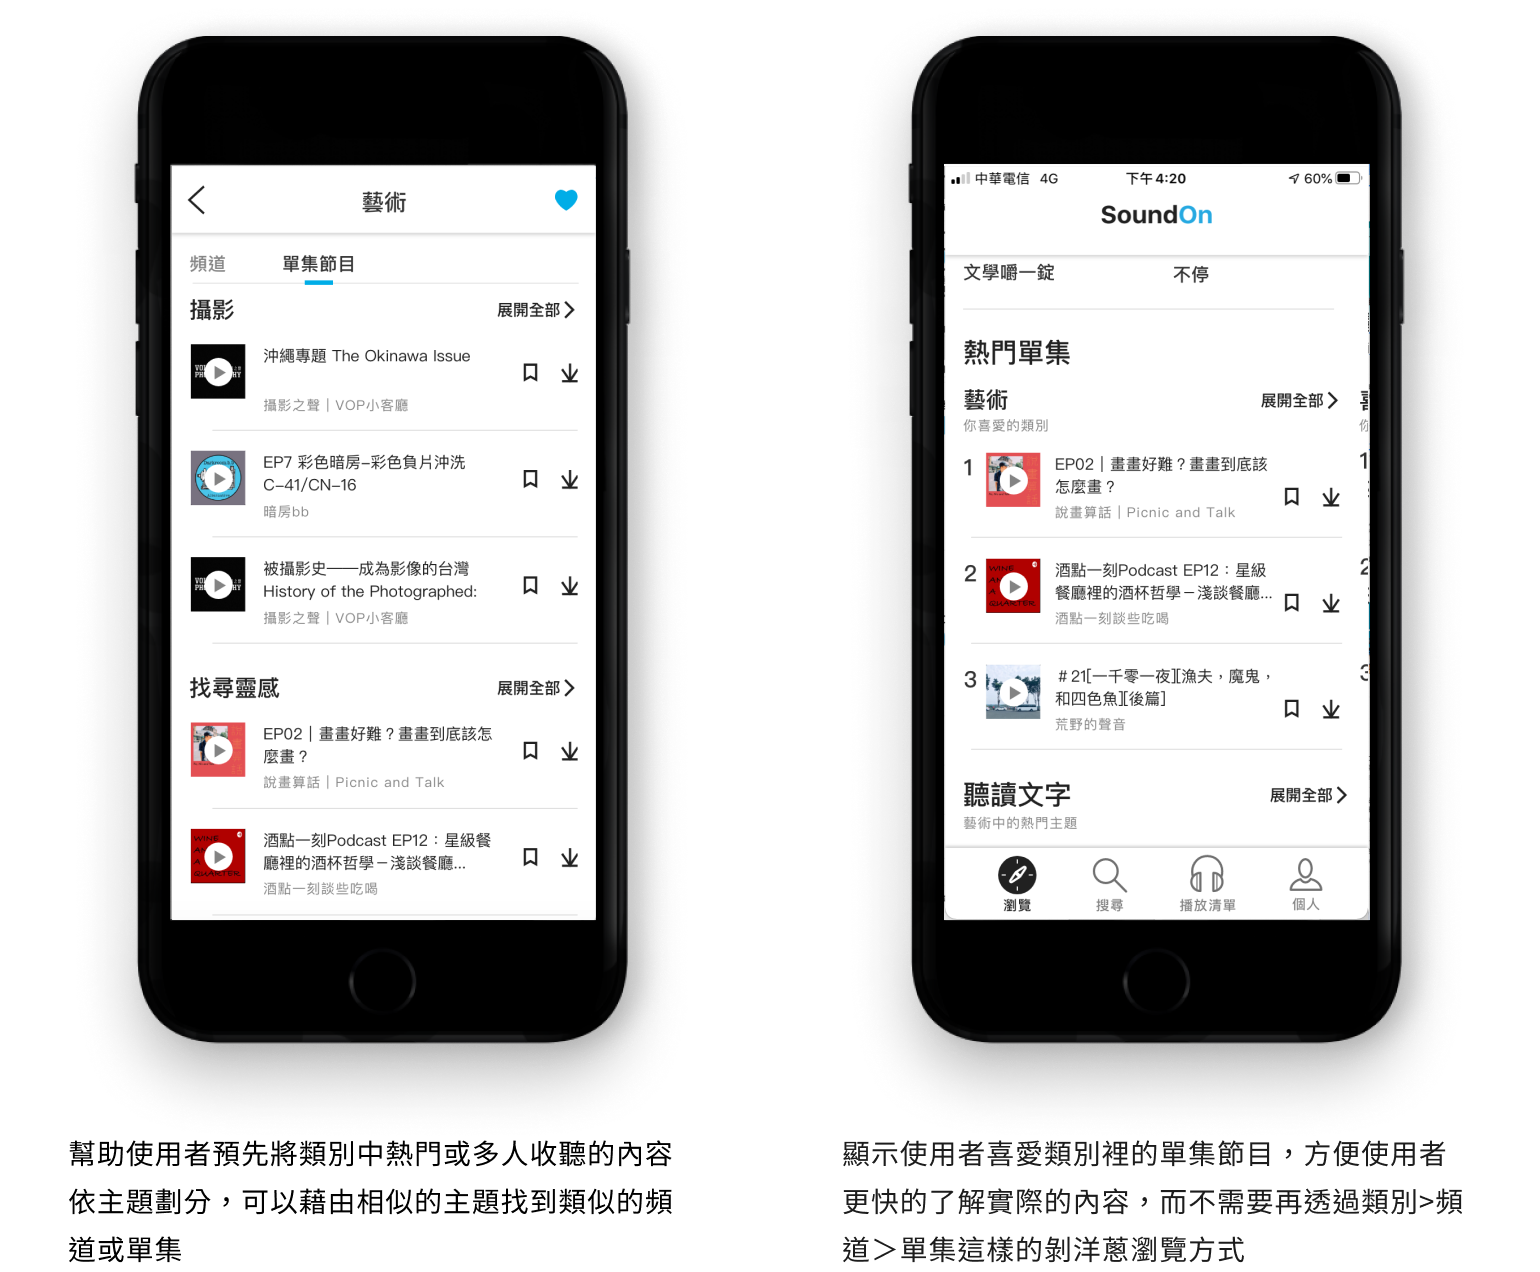 藝術
頻道
單集節目
攝影
展開全部
沖繩專題 The Okinawa Issue
攝影之聲｜VOP小客廳
EP7 彩色暗房–彩色負片沖洗
C–41/CN–16
暗房bb
被攝影史——成為影像的台灣
History of the Photographed:
攝影之聲｜VOP小客廳
找尋靈感
展開全部
EP02｜畫畫好難？畫畫到底該怎
麼畫？
說畫算話｜Picnic and Talk
酒點一刻Podcast EP12：星級餐
廳裡的酒杯哲學－淺談餐廳...
酒點一刻談些吃喝
幫助使用者預先將類別中熱門或多人收聽的內容
依主題劃分，可以藉由相似的主題找到類似的頻
道或單集
中華電信 4G
下午4:20
60%
SoundOn
文學嚼一錠
不停
熱門單集
藝術
展開全部
你喜愛的類別
1
EP02｜畫畫好難？畫畫到底該
怎麼畫？
說畫算話｜Picnic and Talk
2
酒點一刻Podcast EP12：星級
餐廳裡的酒杯哲學－淺談餐廳...
酒點一刻談些吃喝
3
＃21[一千零一夜][漁夫，魔鬼，
和四色魚][後篇]
荒野的聲音
聽讀文字
展開全部
藝術中的熱門主題
瀏覽
搜尋
播放清單
個人
顯示使用者喜愛類別裡的單集節目，方便使用者
更快的了解實際的內容，而不需要再透過類別>頻
道＞單集這樣的剝洋蔥瀏覽方式